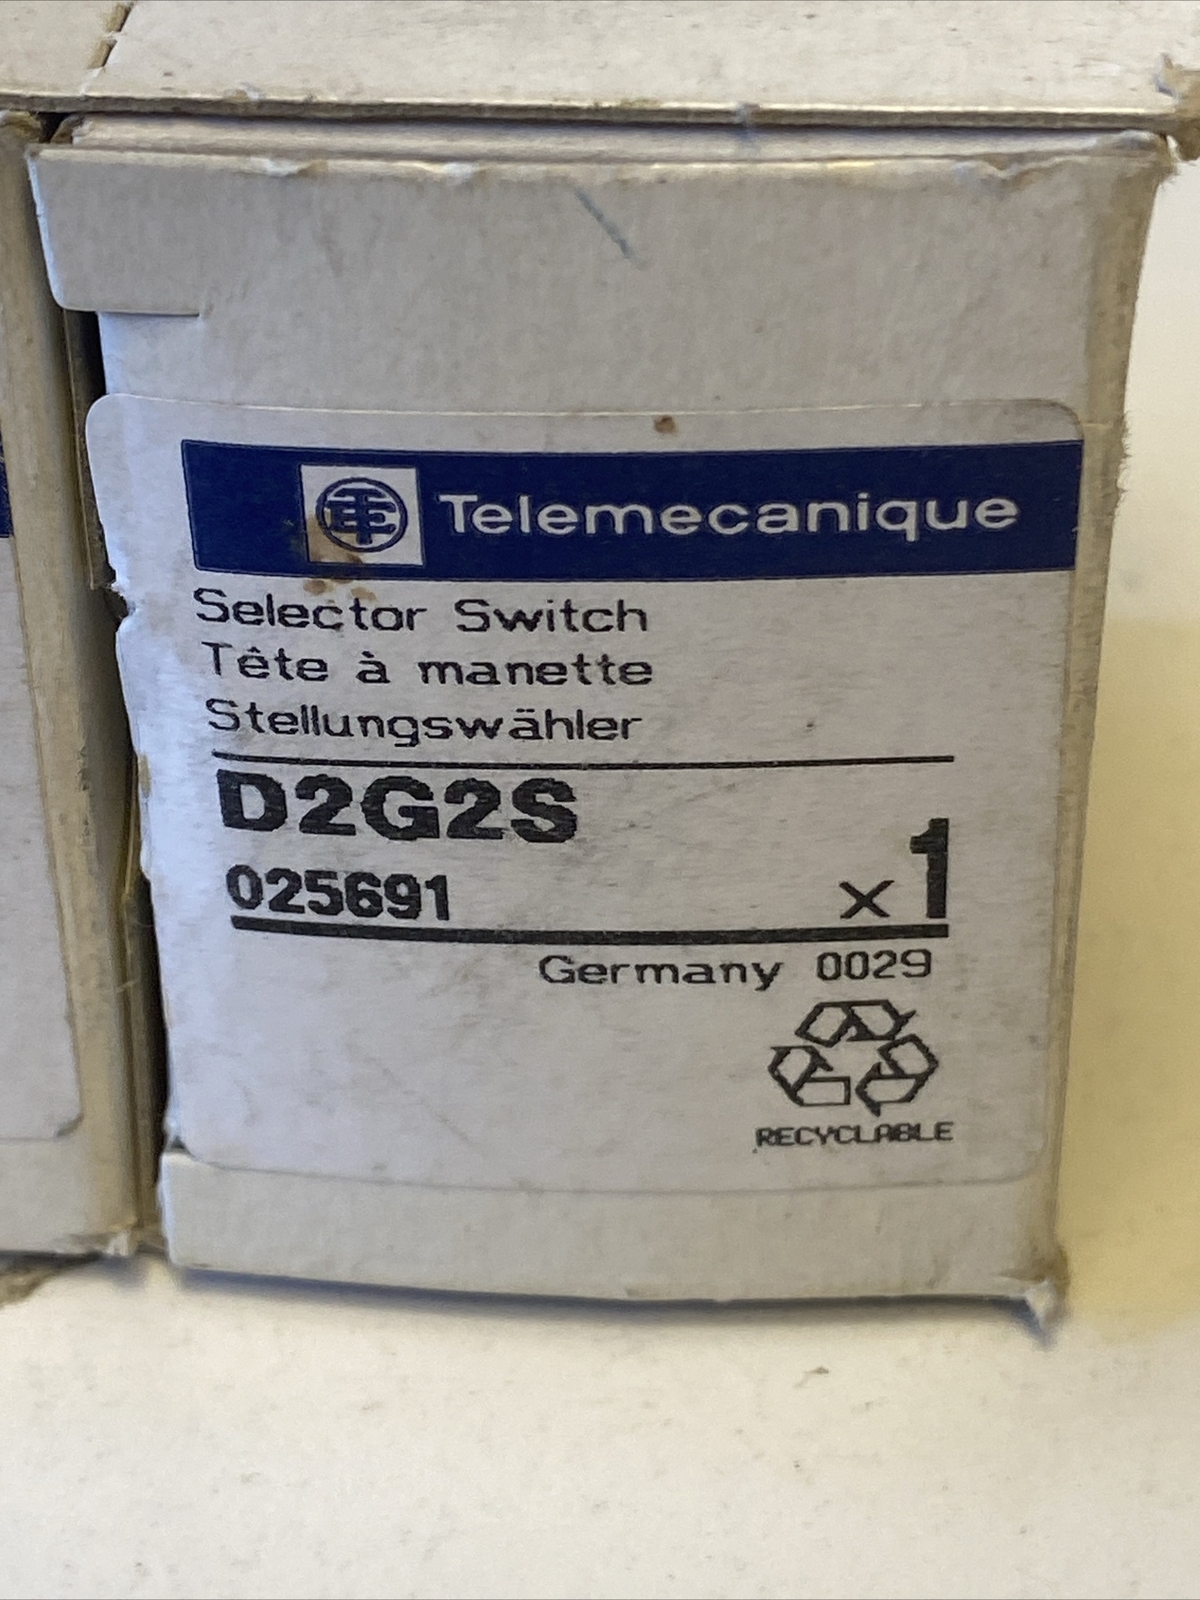 Telemecanique
Selector Switch
Tête à manette
Stellungswähler
D2G2S
025691 x1
Germany 0029
RECYCLABLE